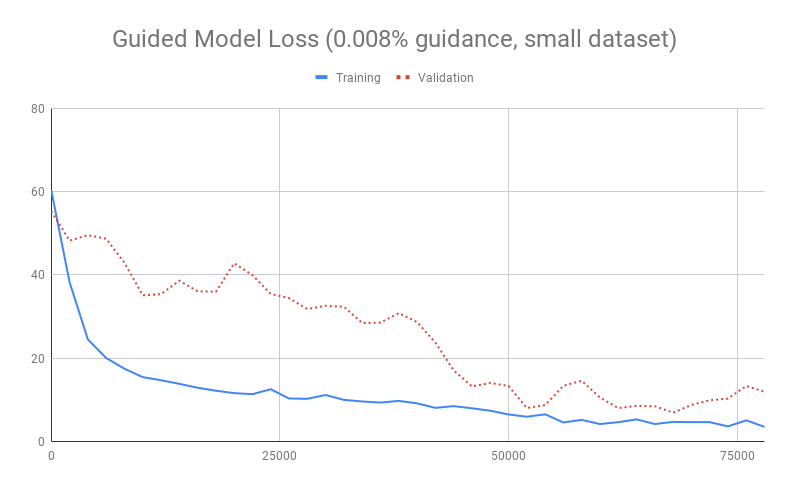 Guided Model Loss (0.008% guidance, small dataset)
Training Validation
80
60
40
20
0
0 25000 50000 75000